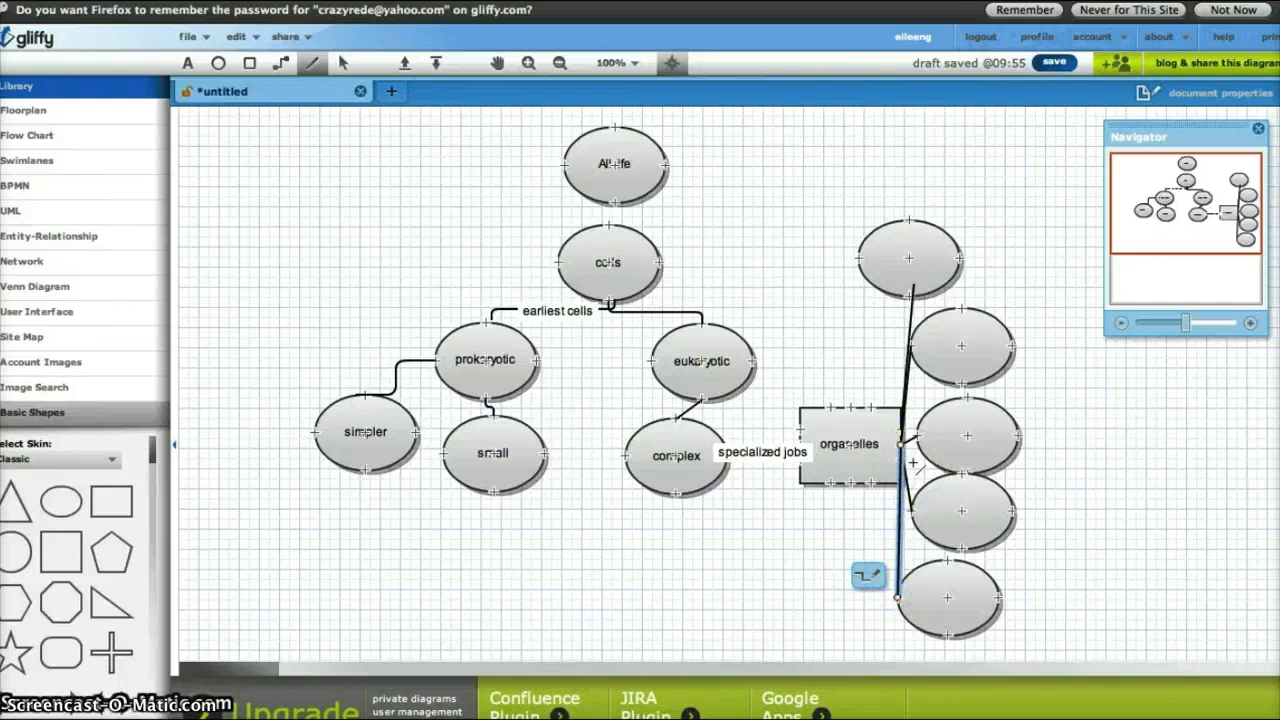 Do you want Firefox to remember the password for "crazyrede@yahoo.com" on gliffy.com?
Remember
Never for This Site
Not Now
gliffy
file
edit
share
eileeng
logout
profile
account
about
help
A
100%
draft saved @09:55
save
blog & share this diagram
*untitled
document properties
Library
Floorplan
Flow Chart
Swimlanes
BPMN
UML
Entity-Relationship
Network
Venn Diagram
User Interface
Site Map
Account Images
Image Search
Basic Shapes
Select Skin:
Classic
Navigator
All life
cells
earliest cells
prokaryotic
eukaryotic
simpler
small
complex
specialized jobs
organelles
Screencast-O-Matic.com
Upgrade
private diagrams
user management
Confluence
Plugin
JIRA
Plugin
Google
Apps